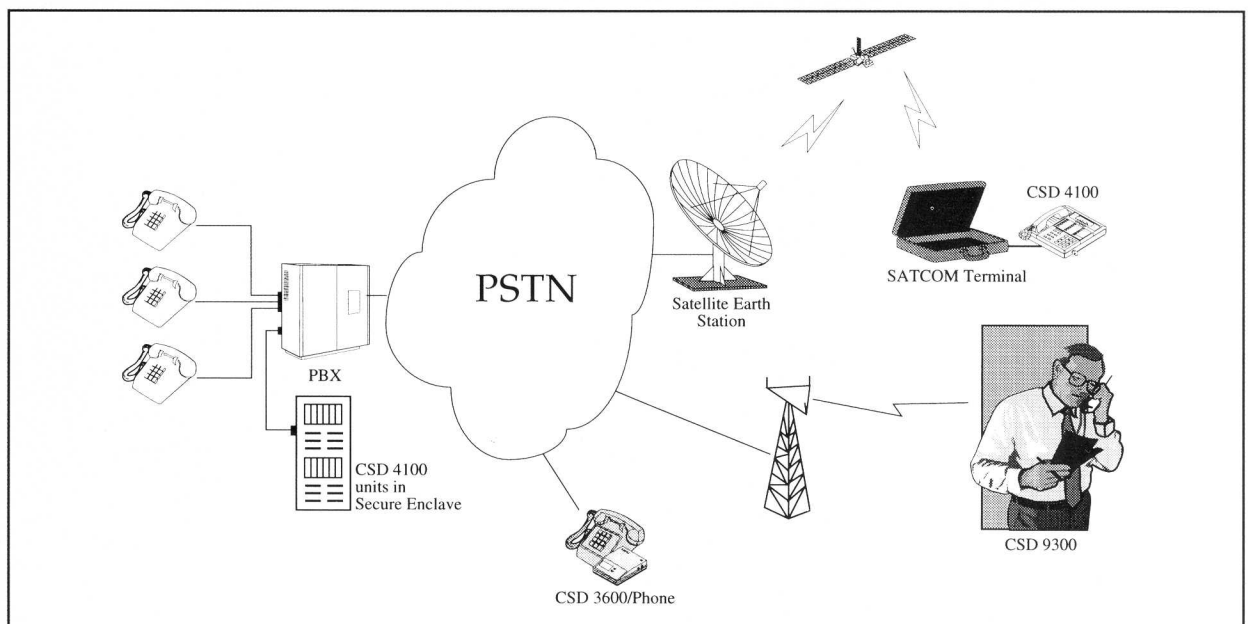 CSD 4100
SATCOM Terminal
PSTN
Satellite Earth
Station
PBX
CSD 4100
units in
Secure Enclave
CSD 9300
CSD 3600/Phone